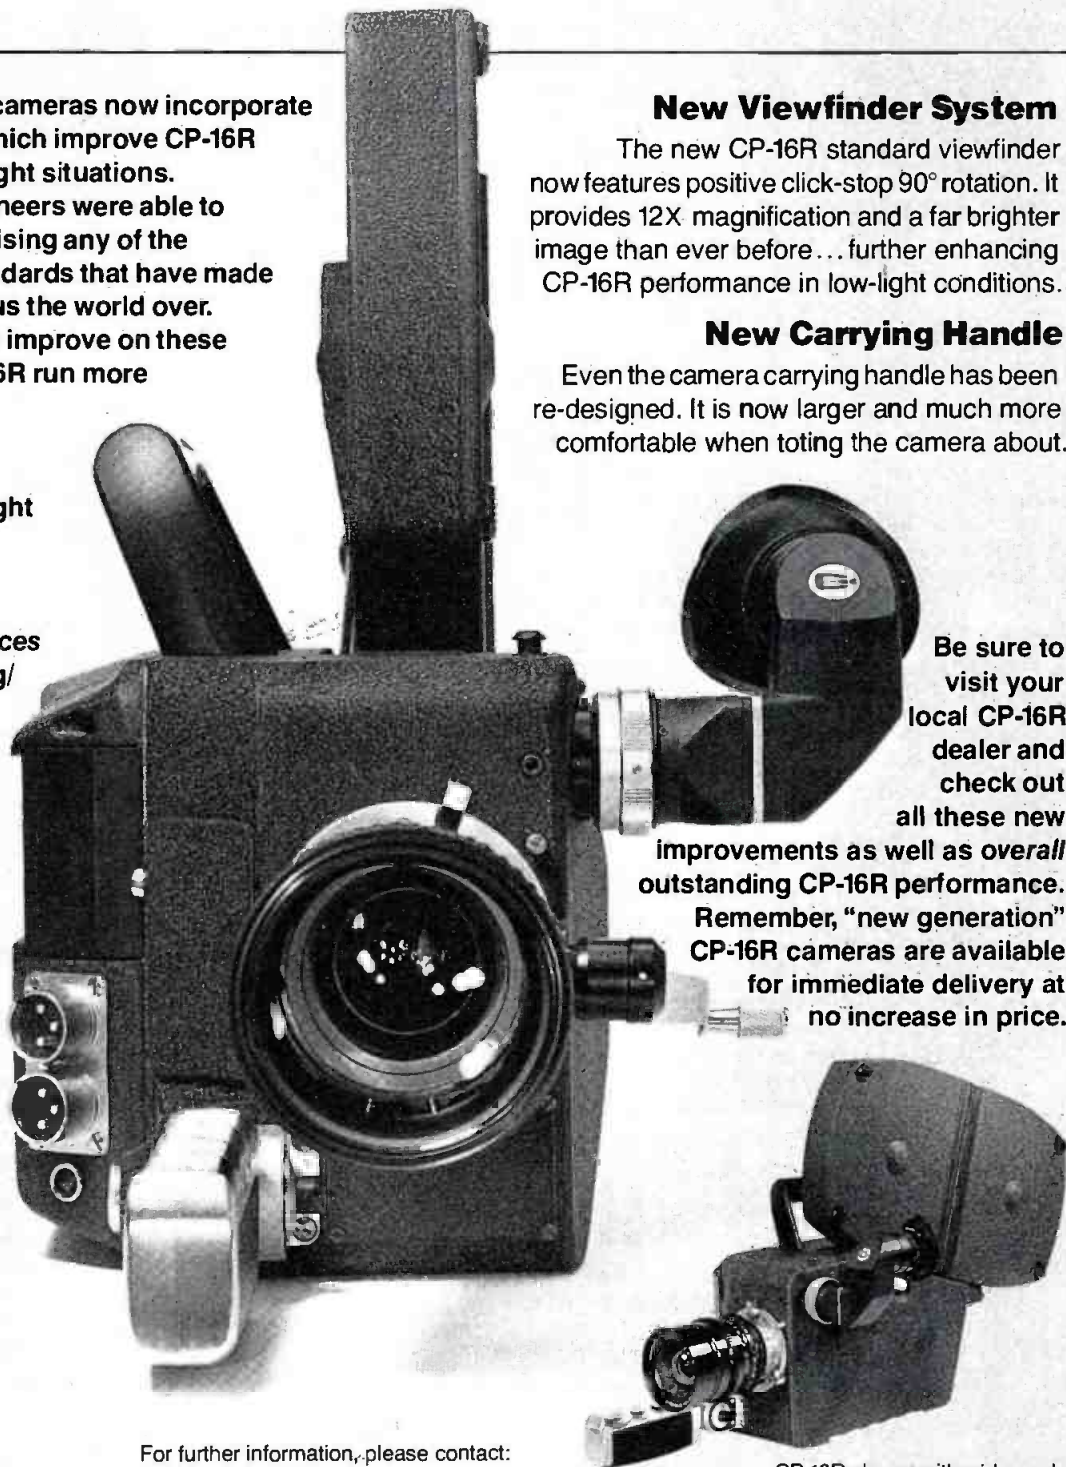 cameras now incorporate
hich improve CP-16R
ght situations.
neers were able to
ising any of the
dards that have made
us the world over.
improve on these
6R run more
ght
ces
g/
New Viewfinder System
The new CP-16R standard viewfinder
now features positive click-stop 90° rotation. It
provides 12X magnification and a far brighter
image than ever before...further enhancing
CP-16R performance in low-light conditions.
New Carrying Handle
Even the camera carrying handle has been
re-designed. It is now larger and much more
comfortable when toting the camera about.
Be sure to
visit your
local CP-16R
dealer and
check out
all these new
improvements as well as overall
outstanding CP-16R performance.
Remember, "new generation"
CP-16R cameras are available
for immediate delivery at
no increase in price.
For further information, please contact: